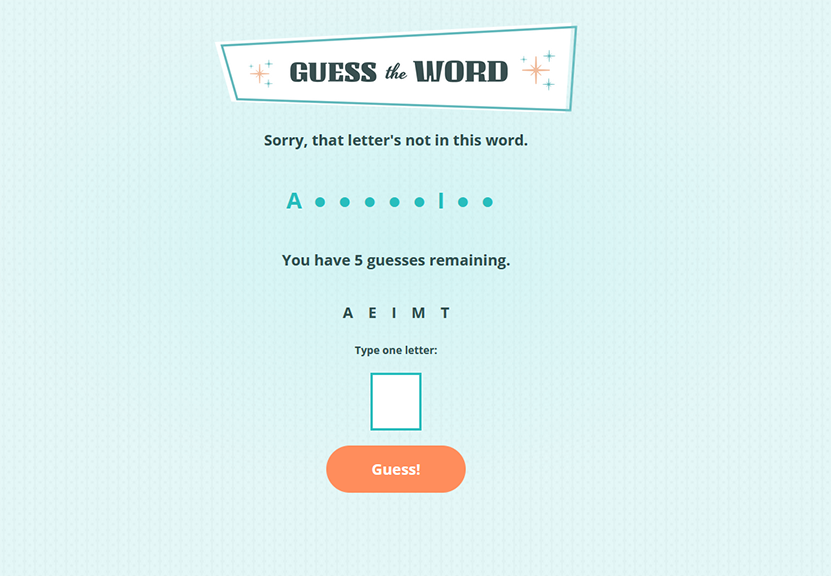 GUESS the WORD
Sorry, that letter's not in this word.
A ● ● ● ● ● I ● ●
You have 5 guesses remaining.
A E I M T
Type one letter:
Guess!